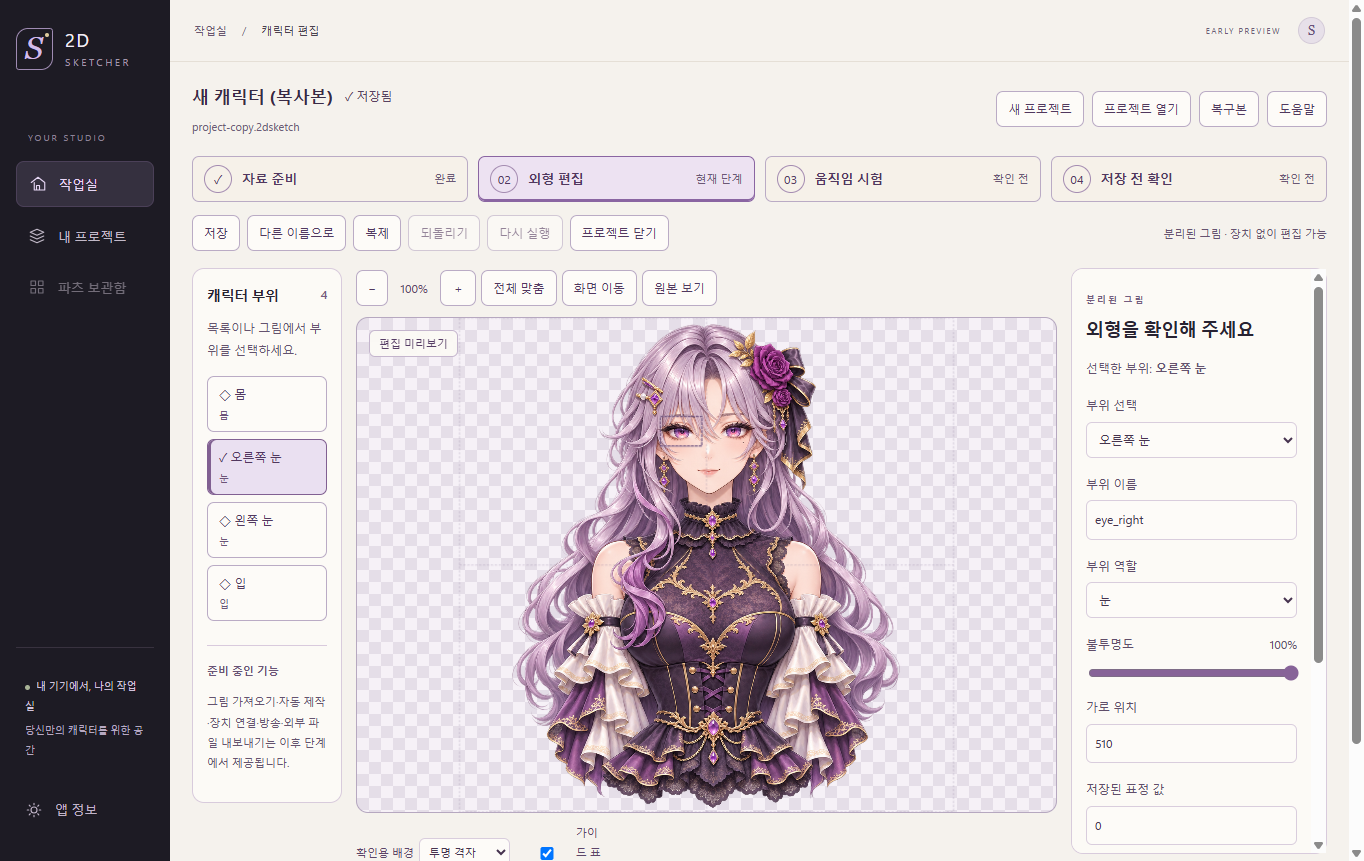 S
2D
SKETCHER
YOUR STUDIO
작업실
내 프로젝트
파츠 보관함
내 기기에서, 나의 작업
실
당신만의 캐릭터를 위한 공
간
앱 정보
작업실 / 캐릭터 편집
EARLY PREVIEW
S
새 캐릭터 (복사본)
✓ 저장됨
project-copy.2dsketch
새 프로젝트
프로젝트 열기
복구본
도움말
✓ 자료 준비 완료
02 외형 편집 현재 단계
03 움직임 시험 확인 전
04 저장 전 확인 확인 전
저장
다른 이름으로
복제
되돌리기
다시 실행
프로젝트 닫기
분리된 그림 · 장치 없이 편집 가능
캐릭터 부위 4
목록이나 그림에서 부
위를 선택하세요.
◇ 몸
몸
✓ 오른쪽 눈
눈
◇ 왼쪽 눈
눈
◇ 입
입
준비 중인 기능
그림 가져오기·자동 제작
·장치 연결·방송·외부 파
일 내보내기는 이후 단계
에서 제공됩니다.
− 100% +
전체 맞춤
화면 이동
원본 보기
편집 미리보기
확인용 배경
투명 격자
가이
드 표
분리된 그림
외형을 확인해 주세요
선택한 부위: 오른쪽 눈
부위 선택
오른쪽 눈
부위 이름
eye_right
부위 역할
눈
불투명도 100%
가로 위치
510
저장된 표정 값
0